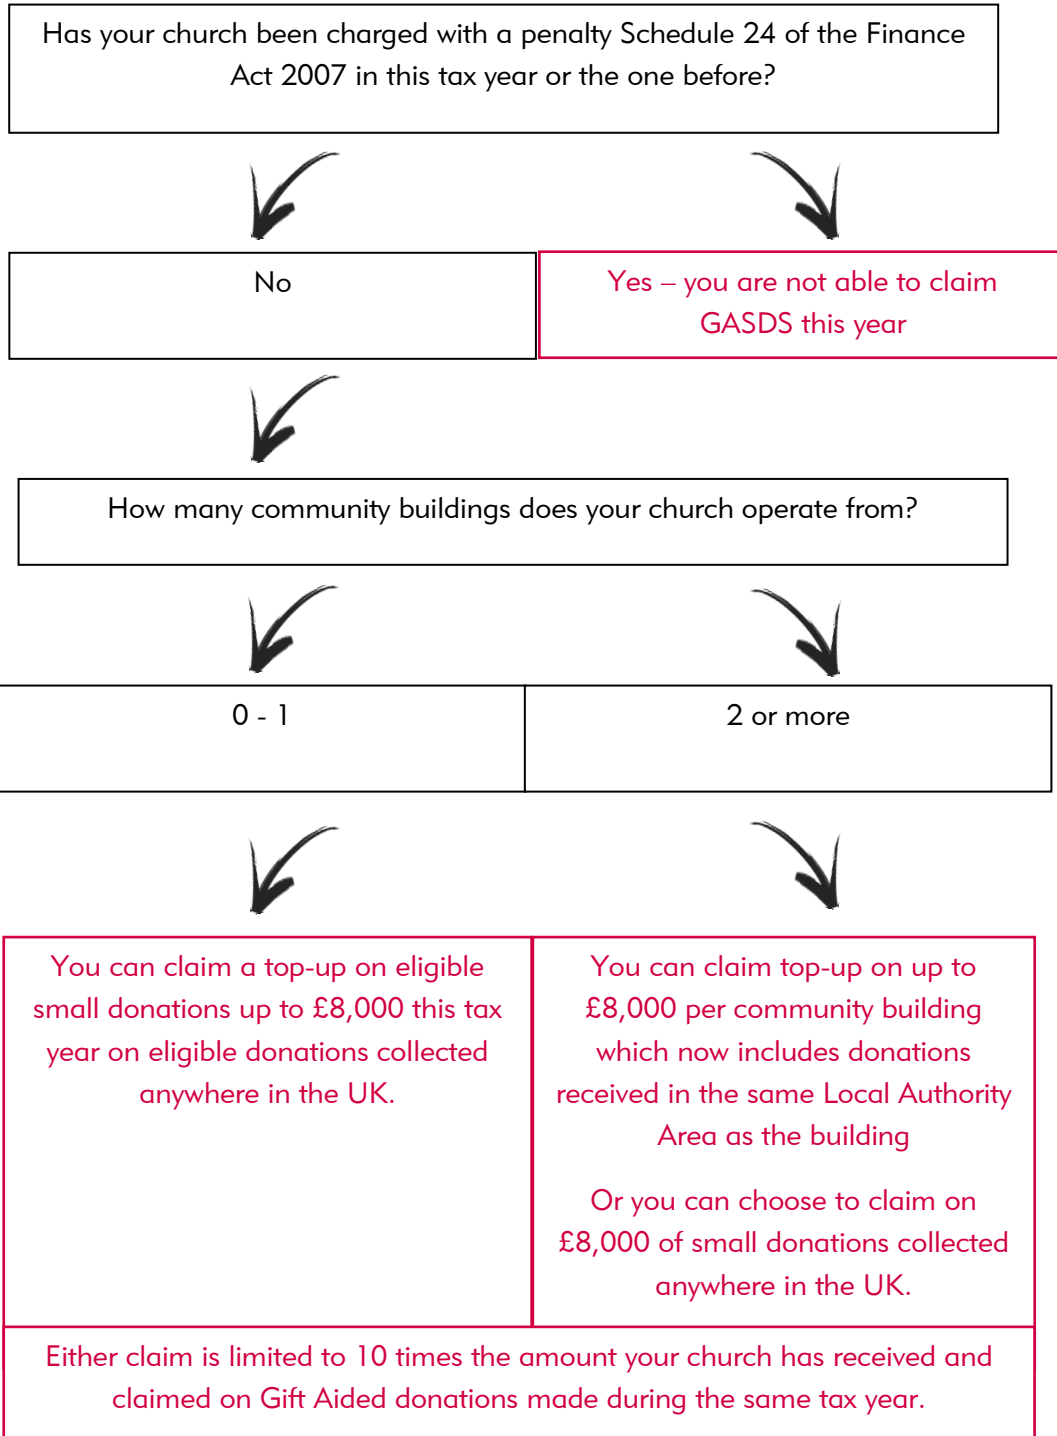 Has your church been charged with a penalty Schedule 24 of the Finance
Act 2007 in this tax year or the one before?
No
Yes – you are not able to claim
GASDS this year
How many community buildings does your church operate from?
0 - 1
2 or more
You can claim a top-up on eligible
small donations up to £8,000 this tax
year on eligible donations collected
anywhere in the UK.
You can claim top-up on up to
£8,000 per community building
which now includes donations
received in the same Local Authority
Area as the building
Or you can choose to claim on
£8,000 of small donations collected
anywhere in the UK.
Either claim is limited to 10 times the amount your church has received and
claimed on Gift Aided donations made during the same tax year.